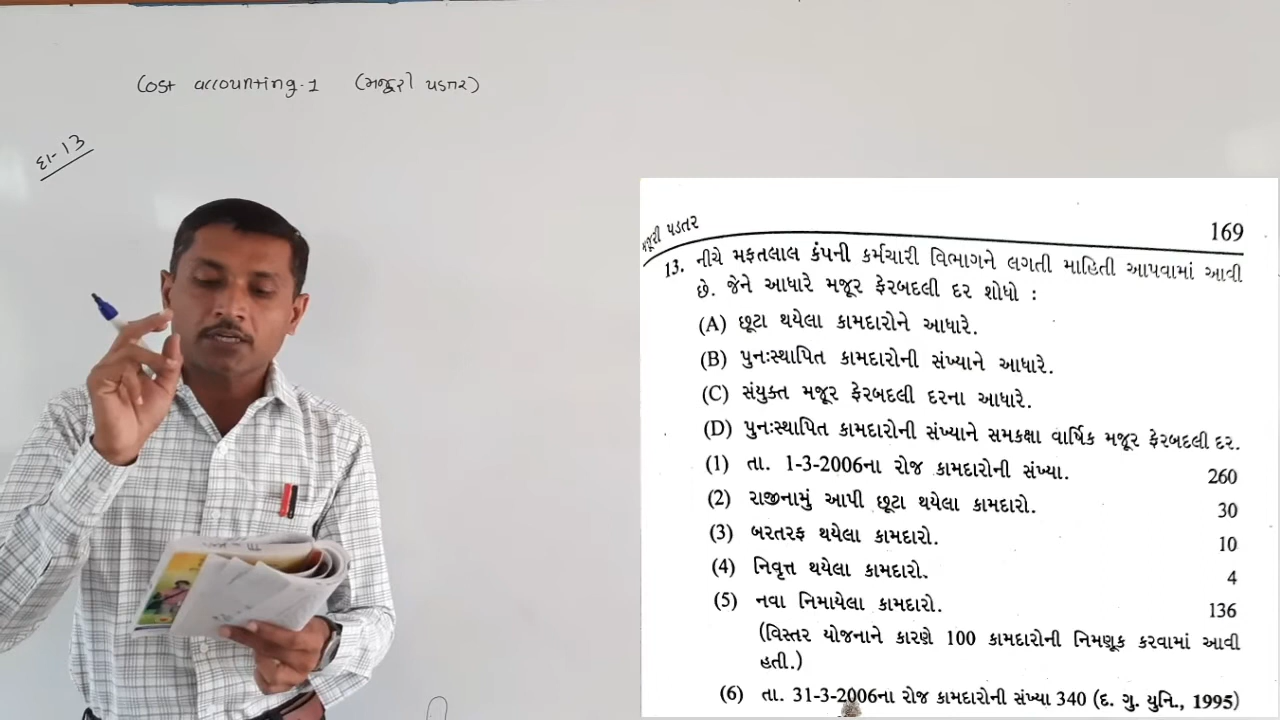 Cost accounting-1 (મજૂરી પડતર)
દા-13
મજૂરી પડતર
169
13. નીચે મફતલાલ કંપની કર્મચારી વિભાગને લગતી માહિતી આપવામાં આવી
છે. જેને આધારે મજૂર ફેરબદલી દર શોધો :
(A) છૂટા થયેલા કામદારોને આધારે.
(B) પુનઃસ્થાપિત કામદારોની સંખ્યાને આધારે.
(C) સંયુક્ત મજૂર ફેરબદલી દરના આધારે.
(D) પુનઃસ્થાપિત કામદારોની સંખ્યાને સમકક્ષા વાર્ષિક મજૂર ફેરબદલી દર.
(1) તા. 1-3-2006ના રોજ કામદારોની સંખ્યા. 260
(2) રાજીનામું આપી છૂટા થયેલા કામદારો. 30
(3) બરતરફ થયેલા કામદારો. 10
(4) નિવૃત્ત થયેલા કામદારો. 4
(5) નવા નિમાયેલા કામદારો. 136
(વિસ્તર યોજનાને કારણે 100 કામદારોની નિમણૂક કરવામાં આવી
હતી.)
(6) તા. 31-3-2006ના રોજ કામદારોની સંખ્યા 340 (દ. ગુ. યુનિ., 1995)